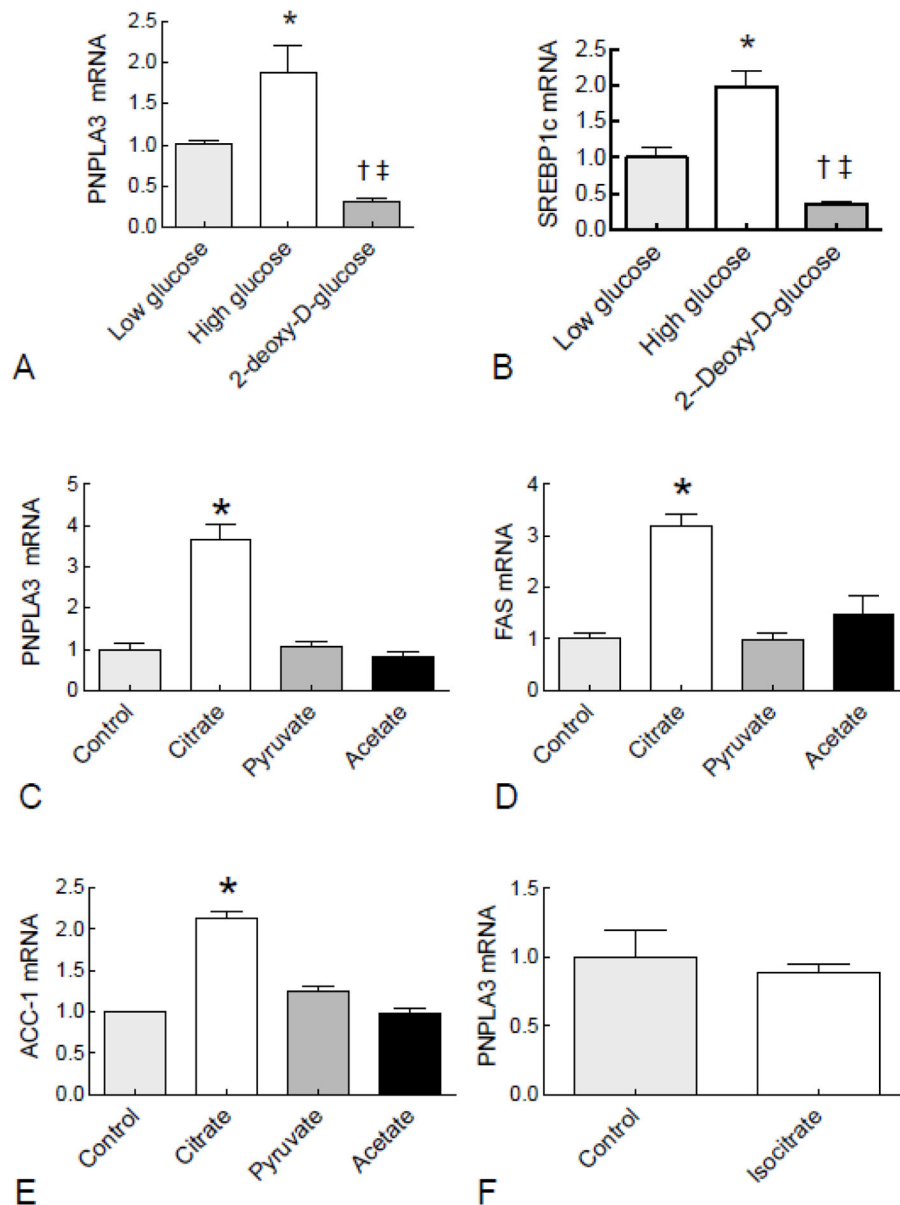 PNPLA3 mRNA
2.5
2.0
1.5
1.0
0.5
0.0
*
† ‡
Low glucose
High glucose
2-deoxy-D-glucose
A
SREBP1c mRNA
2.5
2.0
1.5
1.0
0.5
0.0
*
† ‡
Low glucose
High glucose
2--Deoxy-D-glucose
B
PNPLA3 mRNA
5
4
3
2
1
0
*
Control
Citrate
Pyruvate
Acetate
C
FAS mRNA
4
3
2
1
0
*
Control
Citrate
Pyruvate
Acetate
D
ACC-1 mRNA
2.5
2.0
1.5
1.0
0.5
0.0
*
Control
Citrate
Pyruvate
Acetate
E
PNPLA3 mRNA
1.5
1.0
0.5
0.0
Control
Isocitrate
F